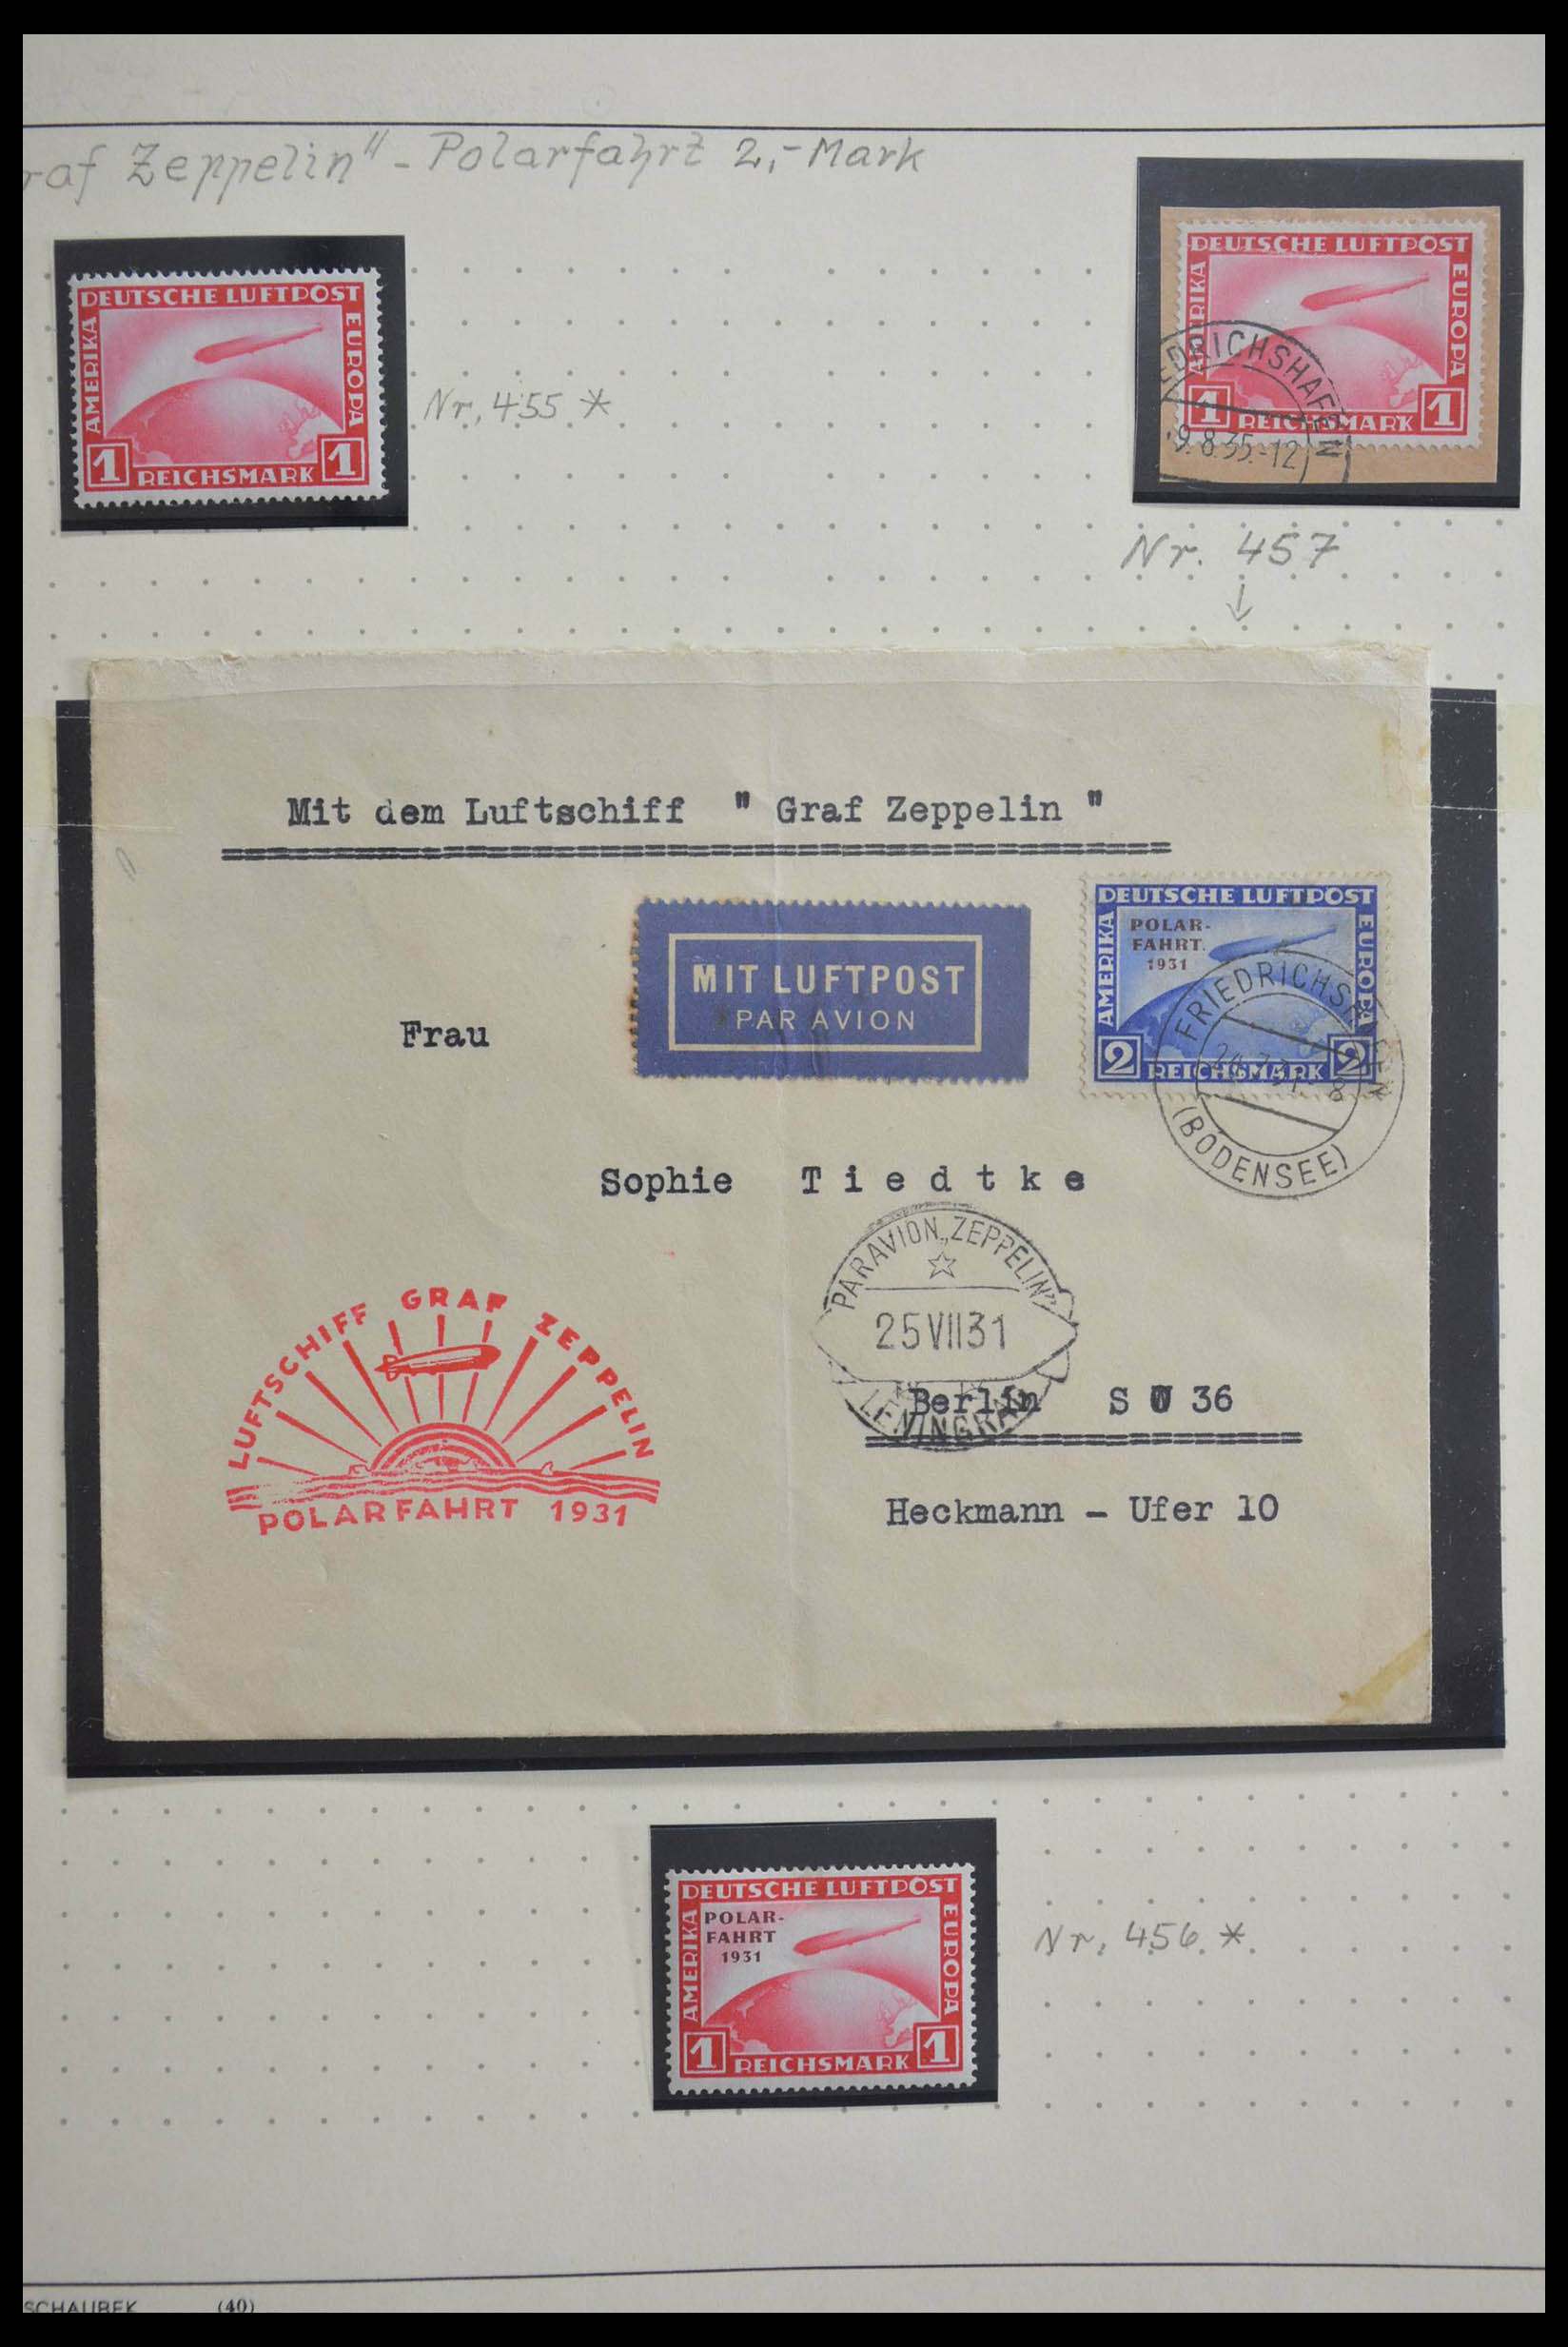 raf Zeppelin" - Polarfahrt 2,- Mark
DEUTSCHE LUFTPOST
AMERIKA
EUROPA
1 REICHSMARK 1
Nr. 455 *
DEUTSCHE LUFTPOST
AMERIKA
EUROPA
1 REICHSMARK 1
EDRICHSHAFEN
9.8.35.-12
Nr. 457
↓
Mit dem Luftschiff " Graf Zeppelin "
MIT LUFTPOST
PAR AVION
DEUTSCHE LUFTPOST
POLAR-
FAHRT
1931
AMERIKA
EUROPA
2 REICHSMARK 2
FRIEDRICHSHAFEN
(BODENSEE)
Frau
Sophie Tiedtke
PAR AVION „ZEPPELIN"
25 VII 31
LENINGRAD
Berlin S W 36
Heckmann - Ufer 10
LUFTSCHIFF GRAF ZEPPELIN
POLARFAHRT 1931
DEUTSCHE LUFTPOST
POLAR-
FAHRT
1931
AMERIKA
EUROPA
1 REICHSMARK 1
Nr. 456 *
SCHAUBEK (40)